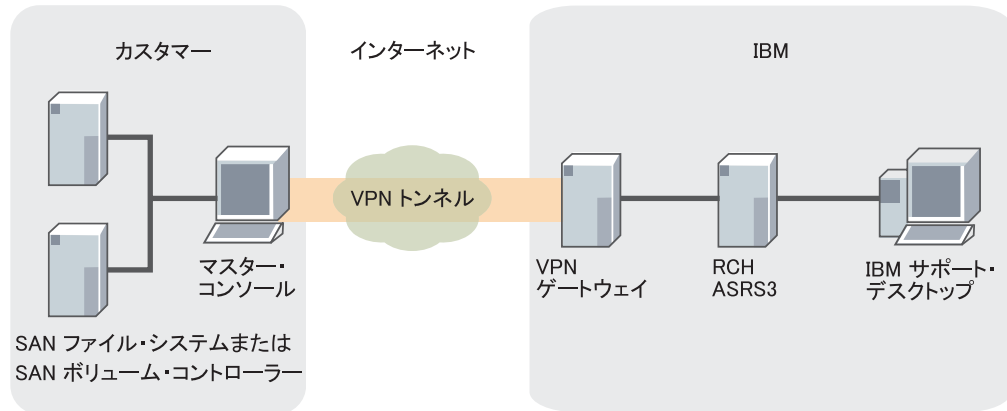 カスタマー
インターネット
IBM
VPN トンネル
マスター・
コンソール
VPN
ゲートウェイ
RCH
ASRS3
IBM サポート・
デスクトップ
SAN ファイル・システムまたは
SAN ボリューム・コントローラー